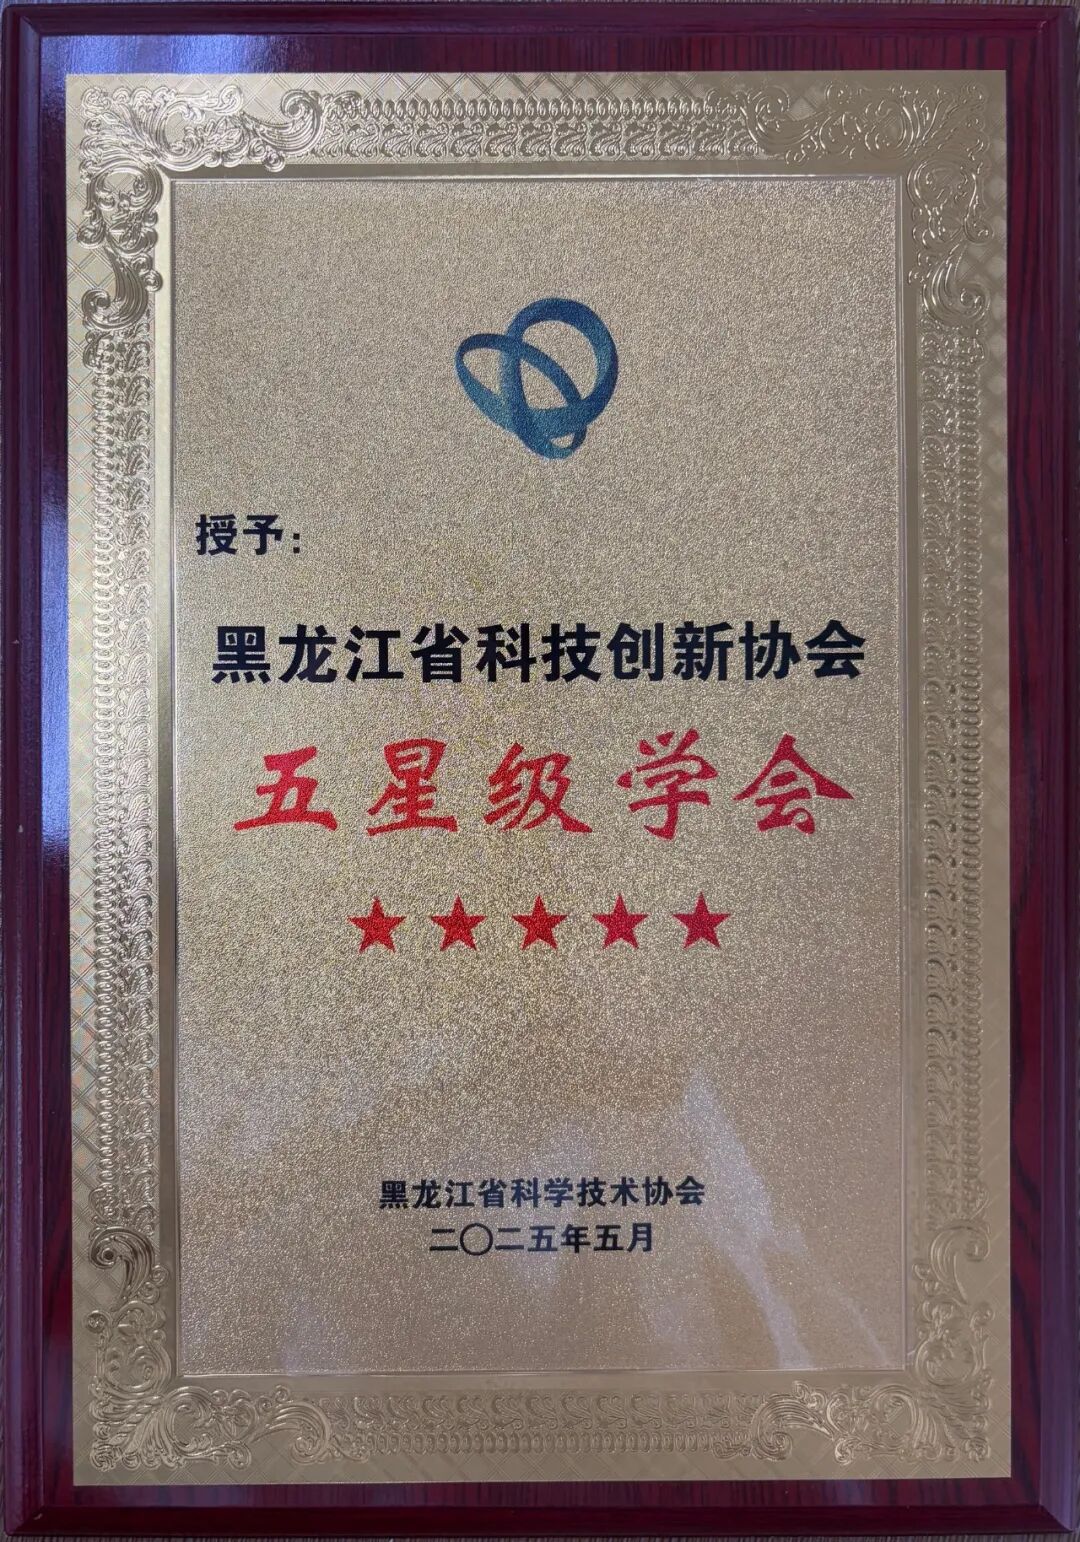 授予：
黑龙江省科技创新协会
五星级学会
★★★★★
黑龙江省科学技术协会
二〇二五年五月